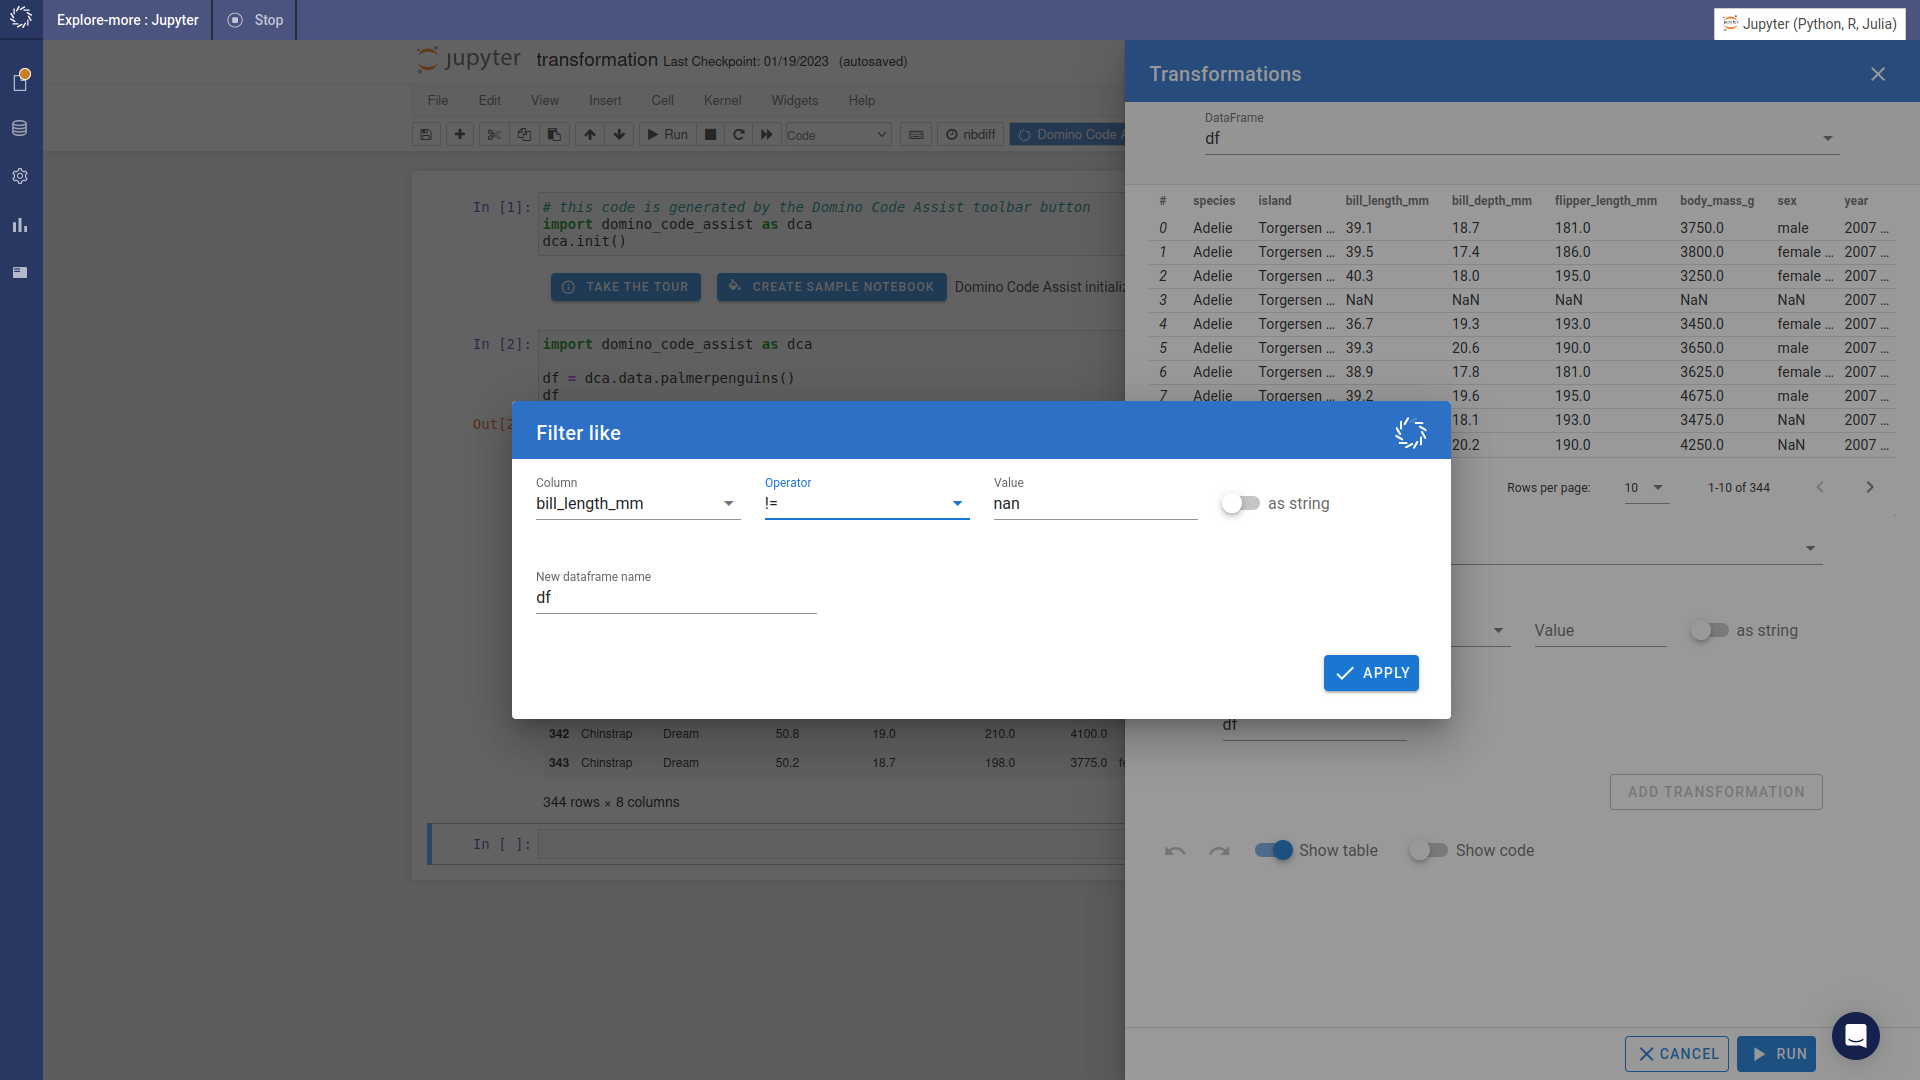 Explore-more : Jupyter
Stop
Jupyter (Python, R, Julia)
jupyter transformation Last Checkpoint: 01/19/2023 (autosaved)
File Edit View Insert Cell Kernel Widgets Help
Run Code nbdiff Domino Code
In [1]: # this code is generated by the Domino Code Assist toolbar button
import domino_code_assist as dca
dca.init()
TAKE THE TOUR CREATE SAMPLE NOTEBOOK Domino Code Assist
In [2]: import domino_code_assist as dca
df = dca.data.palmerpenguins()
df
Transformations
DataFrame
df
# species island bill_length_mm bill_depth_mm flipper_length_mm body_mass_g sex year
0 Adelie Torgersen ... 39.1 18.7 181.0 3750.0 male 2007 ...
1 Adelie Torgersen ... 39.5 17.4 186.0 3800.0 female ... 2007 ...
2 Adelie Torgersen ... 40.3 18.0 195.0 3250.0 female ... 2007 ...
3 Adelie Torgersen ... NaN NaN NaN NaN NaN 2007 ...
4 Adelie Torgersen ... 36.7 19.3 193.0 3450.0 female ... 2007 ...
5 Adelie Torgersen ... 39.3 20.6 190.0 3650.0 male 2007 ...
6 Adelie Torgersen ... 38.9 17.8 181.0 3625.0 female ... 2007 ...
7 Adelie Torgersen ... 39.2 19.6 195.0 4675.0 male 2007 ...
18.1 193.0 3475.0 NaN 2007 ...
20.2 190.0 4250.0 NaN 2007 ...
Rows per page: 10 1-10 of 344
Filter like
Column Operator Value
bill_length_mm != nan as string
New dataframe name
df
APPLY
Value as string
df
342 Chinstrap Dream 50.8 19.0 210.0 4100.0
343 Chinstrap Dream 50.2 18.7 198.0 3775.0
344 rows × 8 columns
In [ ]:
ADD TRANSFORMATION
Show table Show code
CANCEL RUN